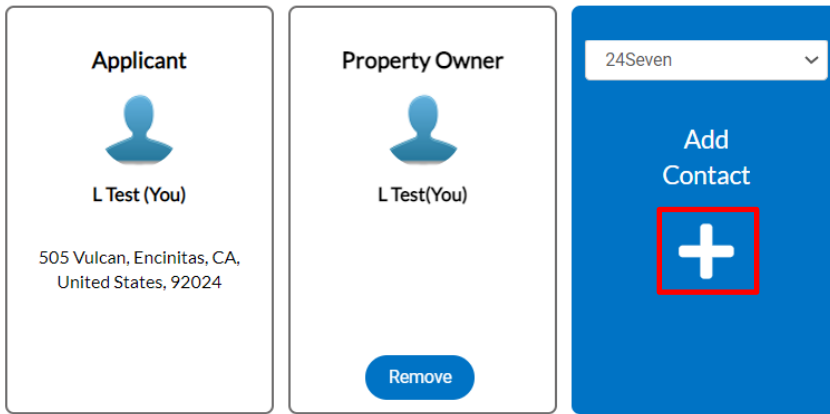 Applicant
L Test (You)
505 Vulcan, Encinitas, CA,
United States, 92024
Property Owner
L Test(You)
Remove
24Seven
Add
Contact